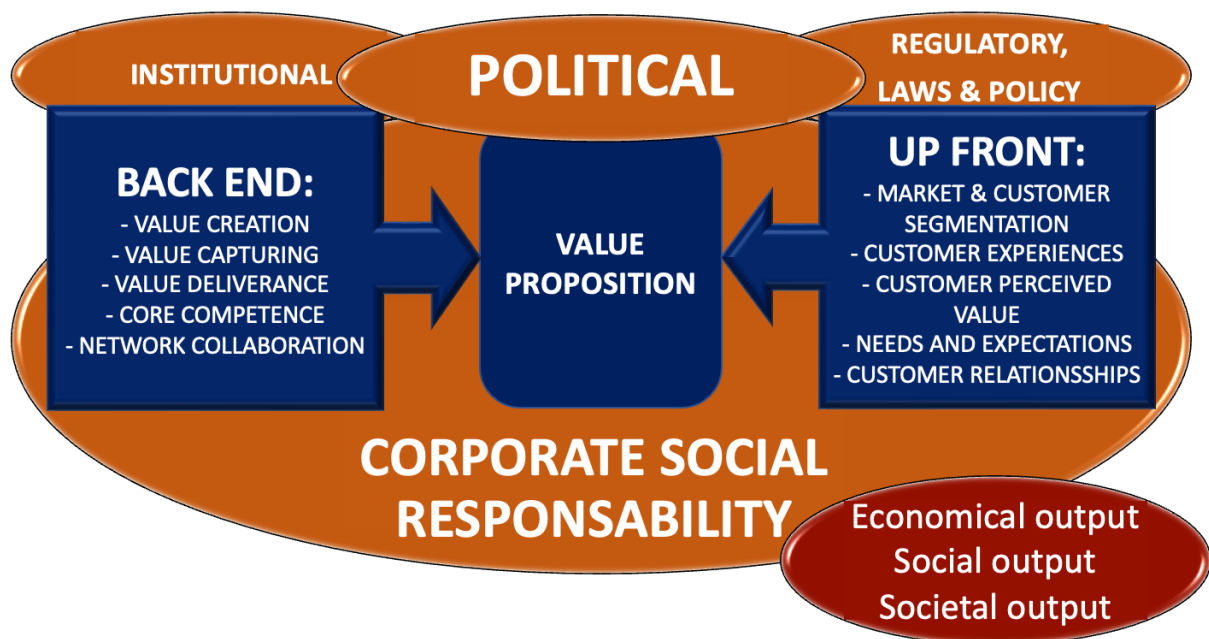 INSTITUTIONAL
POLITICAL
REGULATORY,
LAWS & POLICY
BACK END:
- VALUE CREATION
- VALUE CAPTURING
- VALUE DELIVERANCE
- CORE COMPETENCE
- NETWORK COLLABORATION
VALUE
PROPOSITION
UP FRONT:
- MARKET & CUSTOMER
SEGMENTATION
- CUSTOMER EXPERIENCES
- CUSTOMER PERCEIVED
VALUE
- NEEDS AND EXPECTATIONS
- CUSTOMER RELATIONSSHIPS
CORPORATE SOCIAL
RESPONSABILITY
Economical output
Social output
Societal output